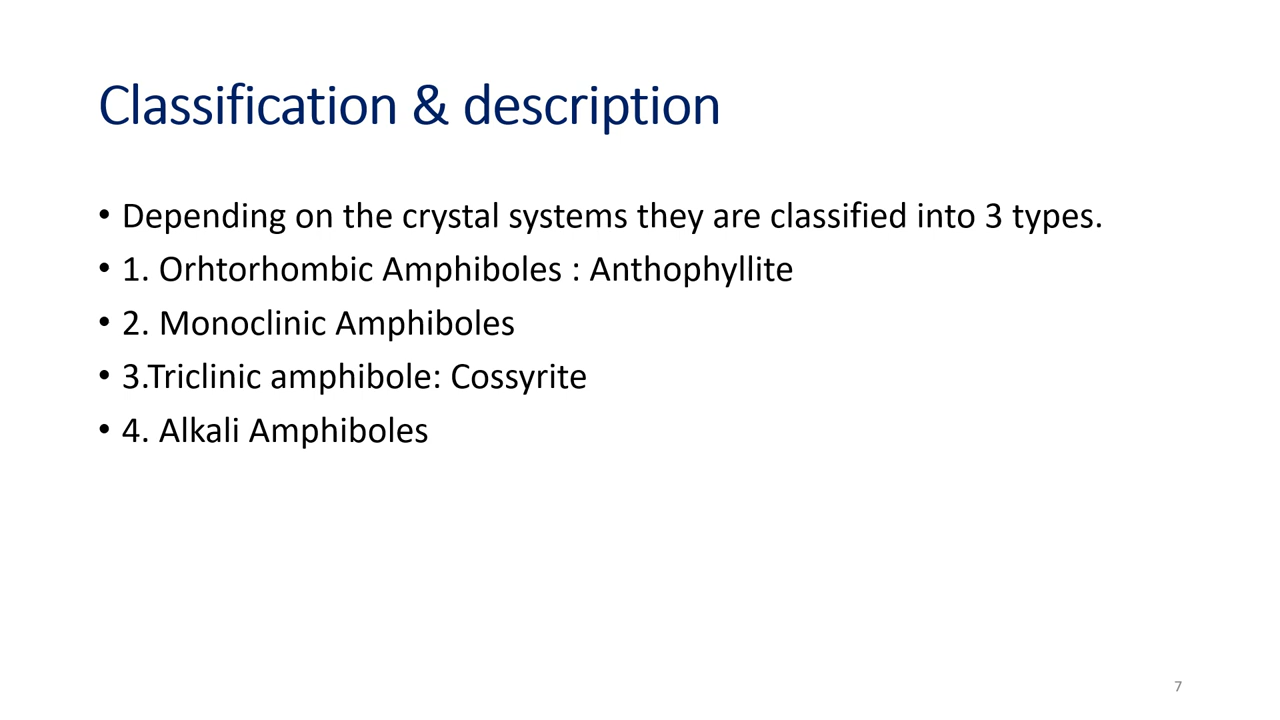 Classification & description
• Depending on the crystal systems they are classified into 3 types.
• 1. Orhtorhombic Amphiboles : Anthophyllite
• 2. Monoclinic Amphiboles
• 3.Triclinic amphibole: Cossyrite
• 4. Alkali Amphiboles
7